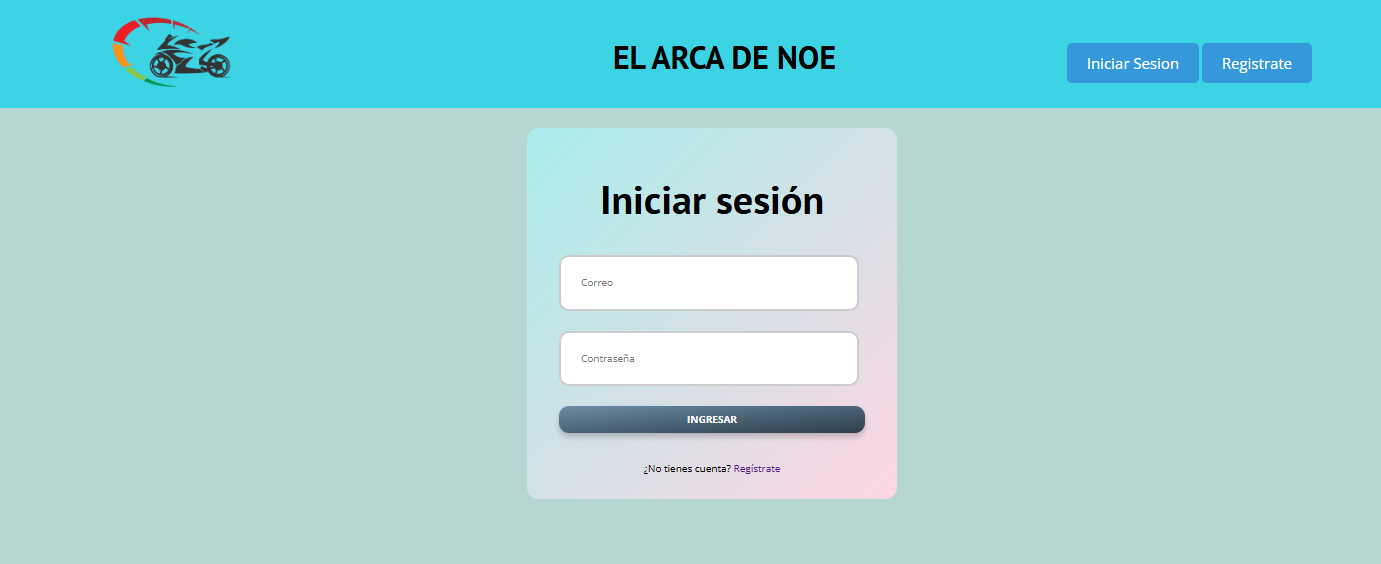 EL ARCA DE NOE
Iniciar Sesion
Registrate
Iniciar sesión
Correo
Contraseña
INGRESAR
¿No tienes cuenta? Regístrate